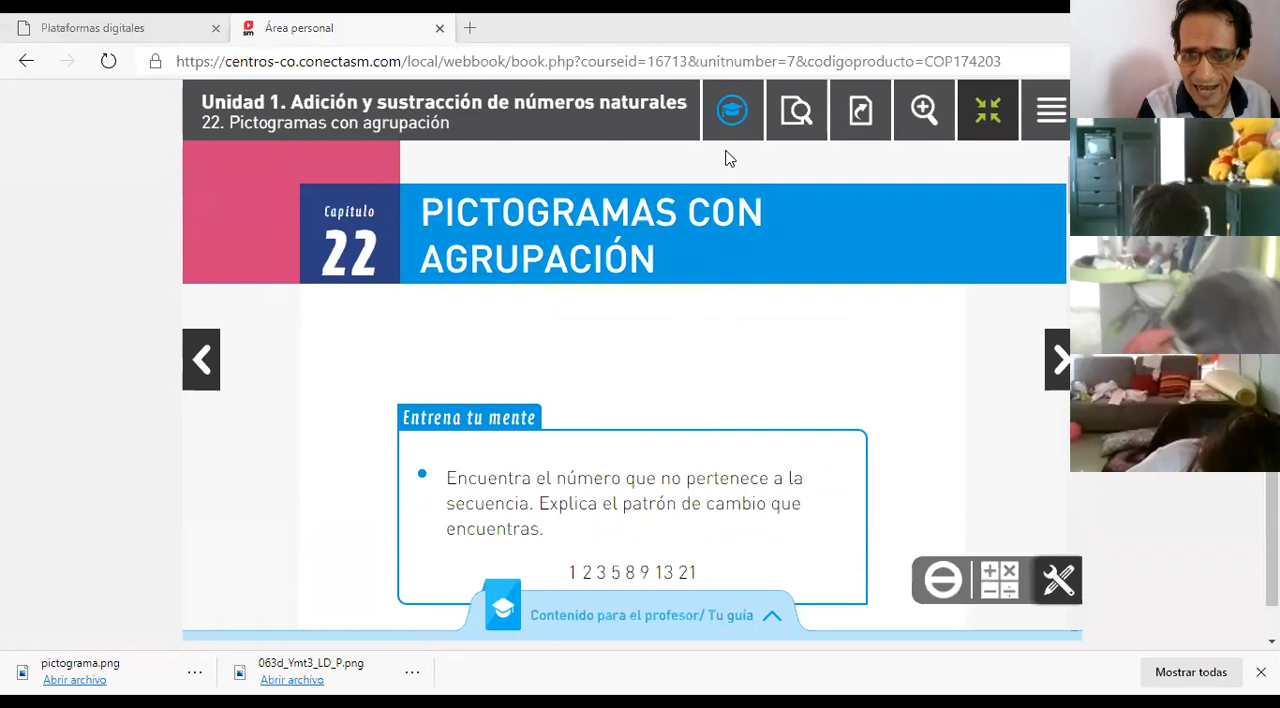 Plataformas digitales
sm
Área personal
https://centros-co.conectasm.com/local/webbook/book.php?courseid=16713&unitnumber=7&codigoproducto=COP174203
Unidad 1. Adición y sustracción de números naturales
22. Pictogramas con agrupación
Capítulo
22
PICTOGRAMAS CON
AGRUPACIÓN
Entrena tu mente
Encuentra el número que no pertenece a la
secuencia. Explica el patrón de cambio que
encuentras.
1 2 3 5 8 9 13 21
Contenido para el profesor/ Tu guía
pictograma.png
Abrir archivo
063d_Ymt3_LD_P.png
Abrir archivo
Mostrar todas